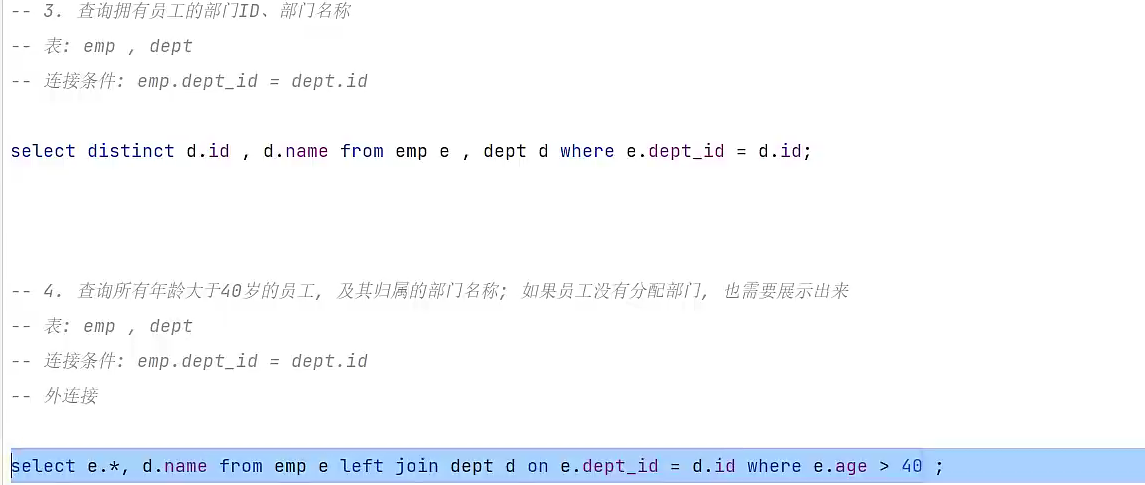 -- 3. 查询拥有员工的部门ID、部门名称
-- 表: emp , dept
-- 连接条件: emp.dept_id = dept.id
select distinct d.id , d.name from emp e , dept d where e.dept_id = d.id;
-- 4. 查询所有年龄大于40岁的员工, 及其归属的部门名称; 如果员工没有分配部门, 也需要展示出来
-- 表: emp , dept
-- 连接条件: emp.dept_id = dept.id
-- 外连接
select e.*, d.name from emp e left join dept d on e.dept_id = d.id where e.age > 40 ;